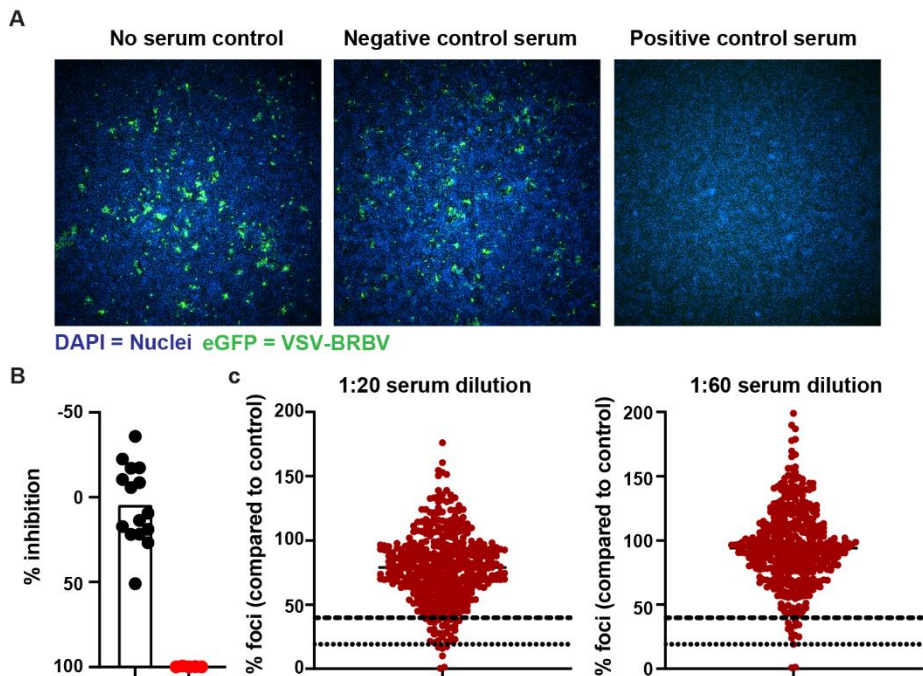 A
No serum control
Negative control serum
Positive control serum
DAPI = Nuclei eGFP = VSV-BRBV
B
% inhibition
-50
0
50
100
c
1:20 serum dilution
% foci (compared to control)
200
150
100
50
0
1:60 serum dilution
% foci (compared to control)
200
150
100
50
0